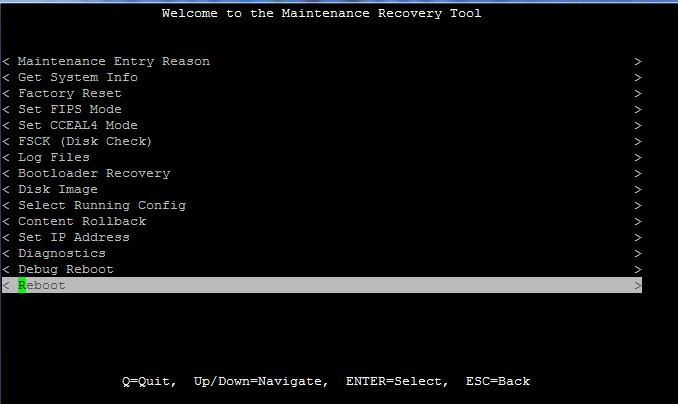 Welcome to the Maintenance Recovery Tool
< Maintenance Entry Reason >
< Get System Info >
< Factory Reset >
< Set FIPS Mode >
< Set CCEAL4 Mode >
< FSCK (Disk Check) >
< Log Files >
< Bootloader Recovery >
< Disk Image >
< Select Running Config >
< Content Rollback >
< Set IP Address >
< Diagnostics >
< Debug Reboot >
< Reboot >
Q=Quit, Up/Down=Navigate, ENTER=Select, ESC=Back